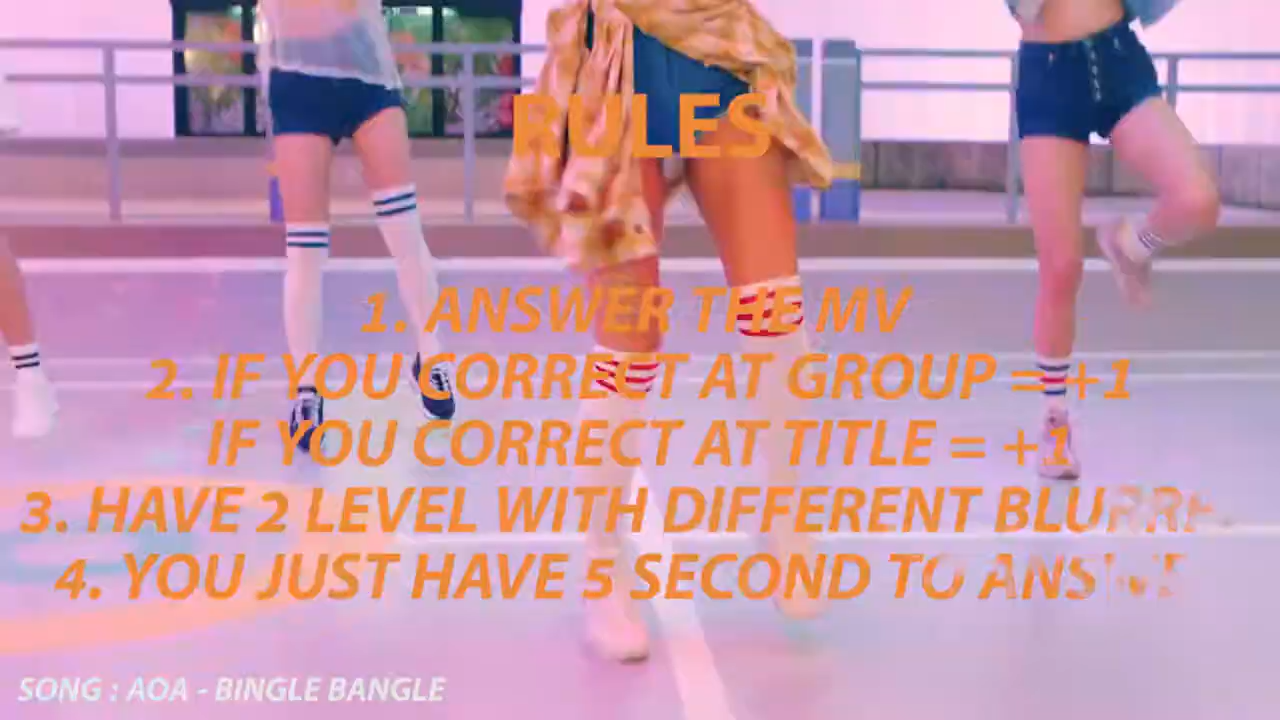 RULES
1. ANSWER THE MV
2. IF YOU CORRECT AT GROUP = +1
IF YOU CORRECT AT TITLE = +1
3. HAVE 2 LEVEL WITH DIFFERENT
4. YOU JUST HAVE 5 SECOND TO
SONG : AOA - BINGLE BANGLE